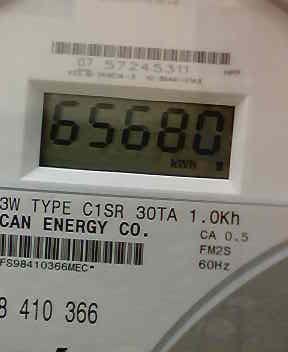 07 57245311
65680
kWh
3W TYPE C1SR 30TA 1.0Kh
CAN ENERGY CO.
CA 0.5
FM2S
60Hz
FS98410366MEC*
8 410 366